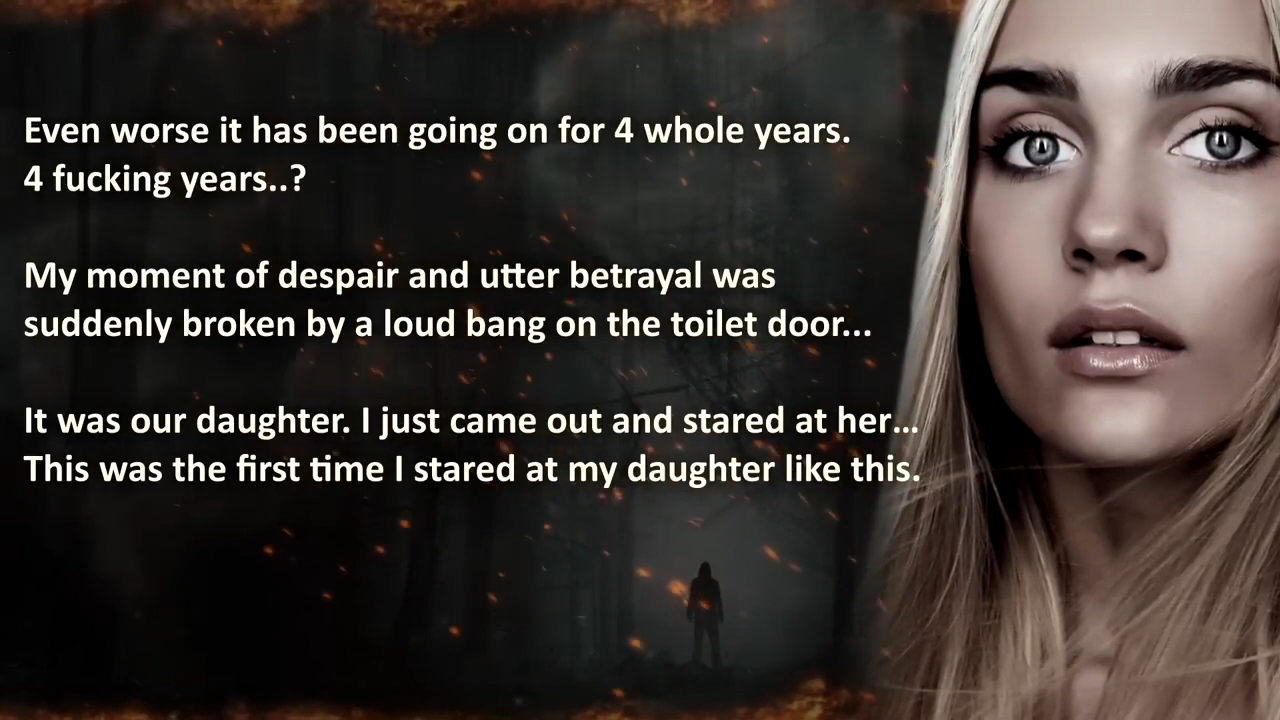 Even worse it has been going on for 4 whole years.
4 fucking years..?
My moment of despair and utter betrayal was
suddenly broken by a loud bang on the toilet door...
It was our daughter. I just came out and stared at her...
This was the first time I stared at my daughter like this.